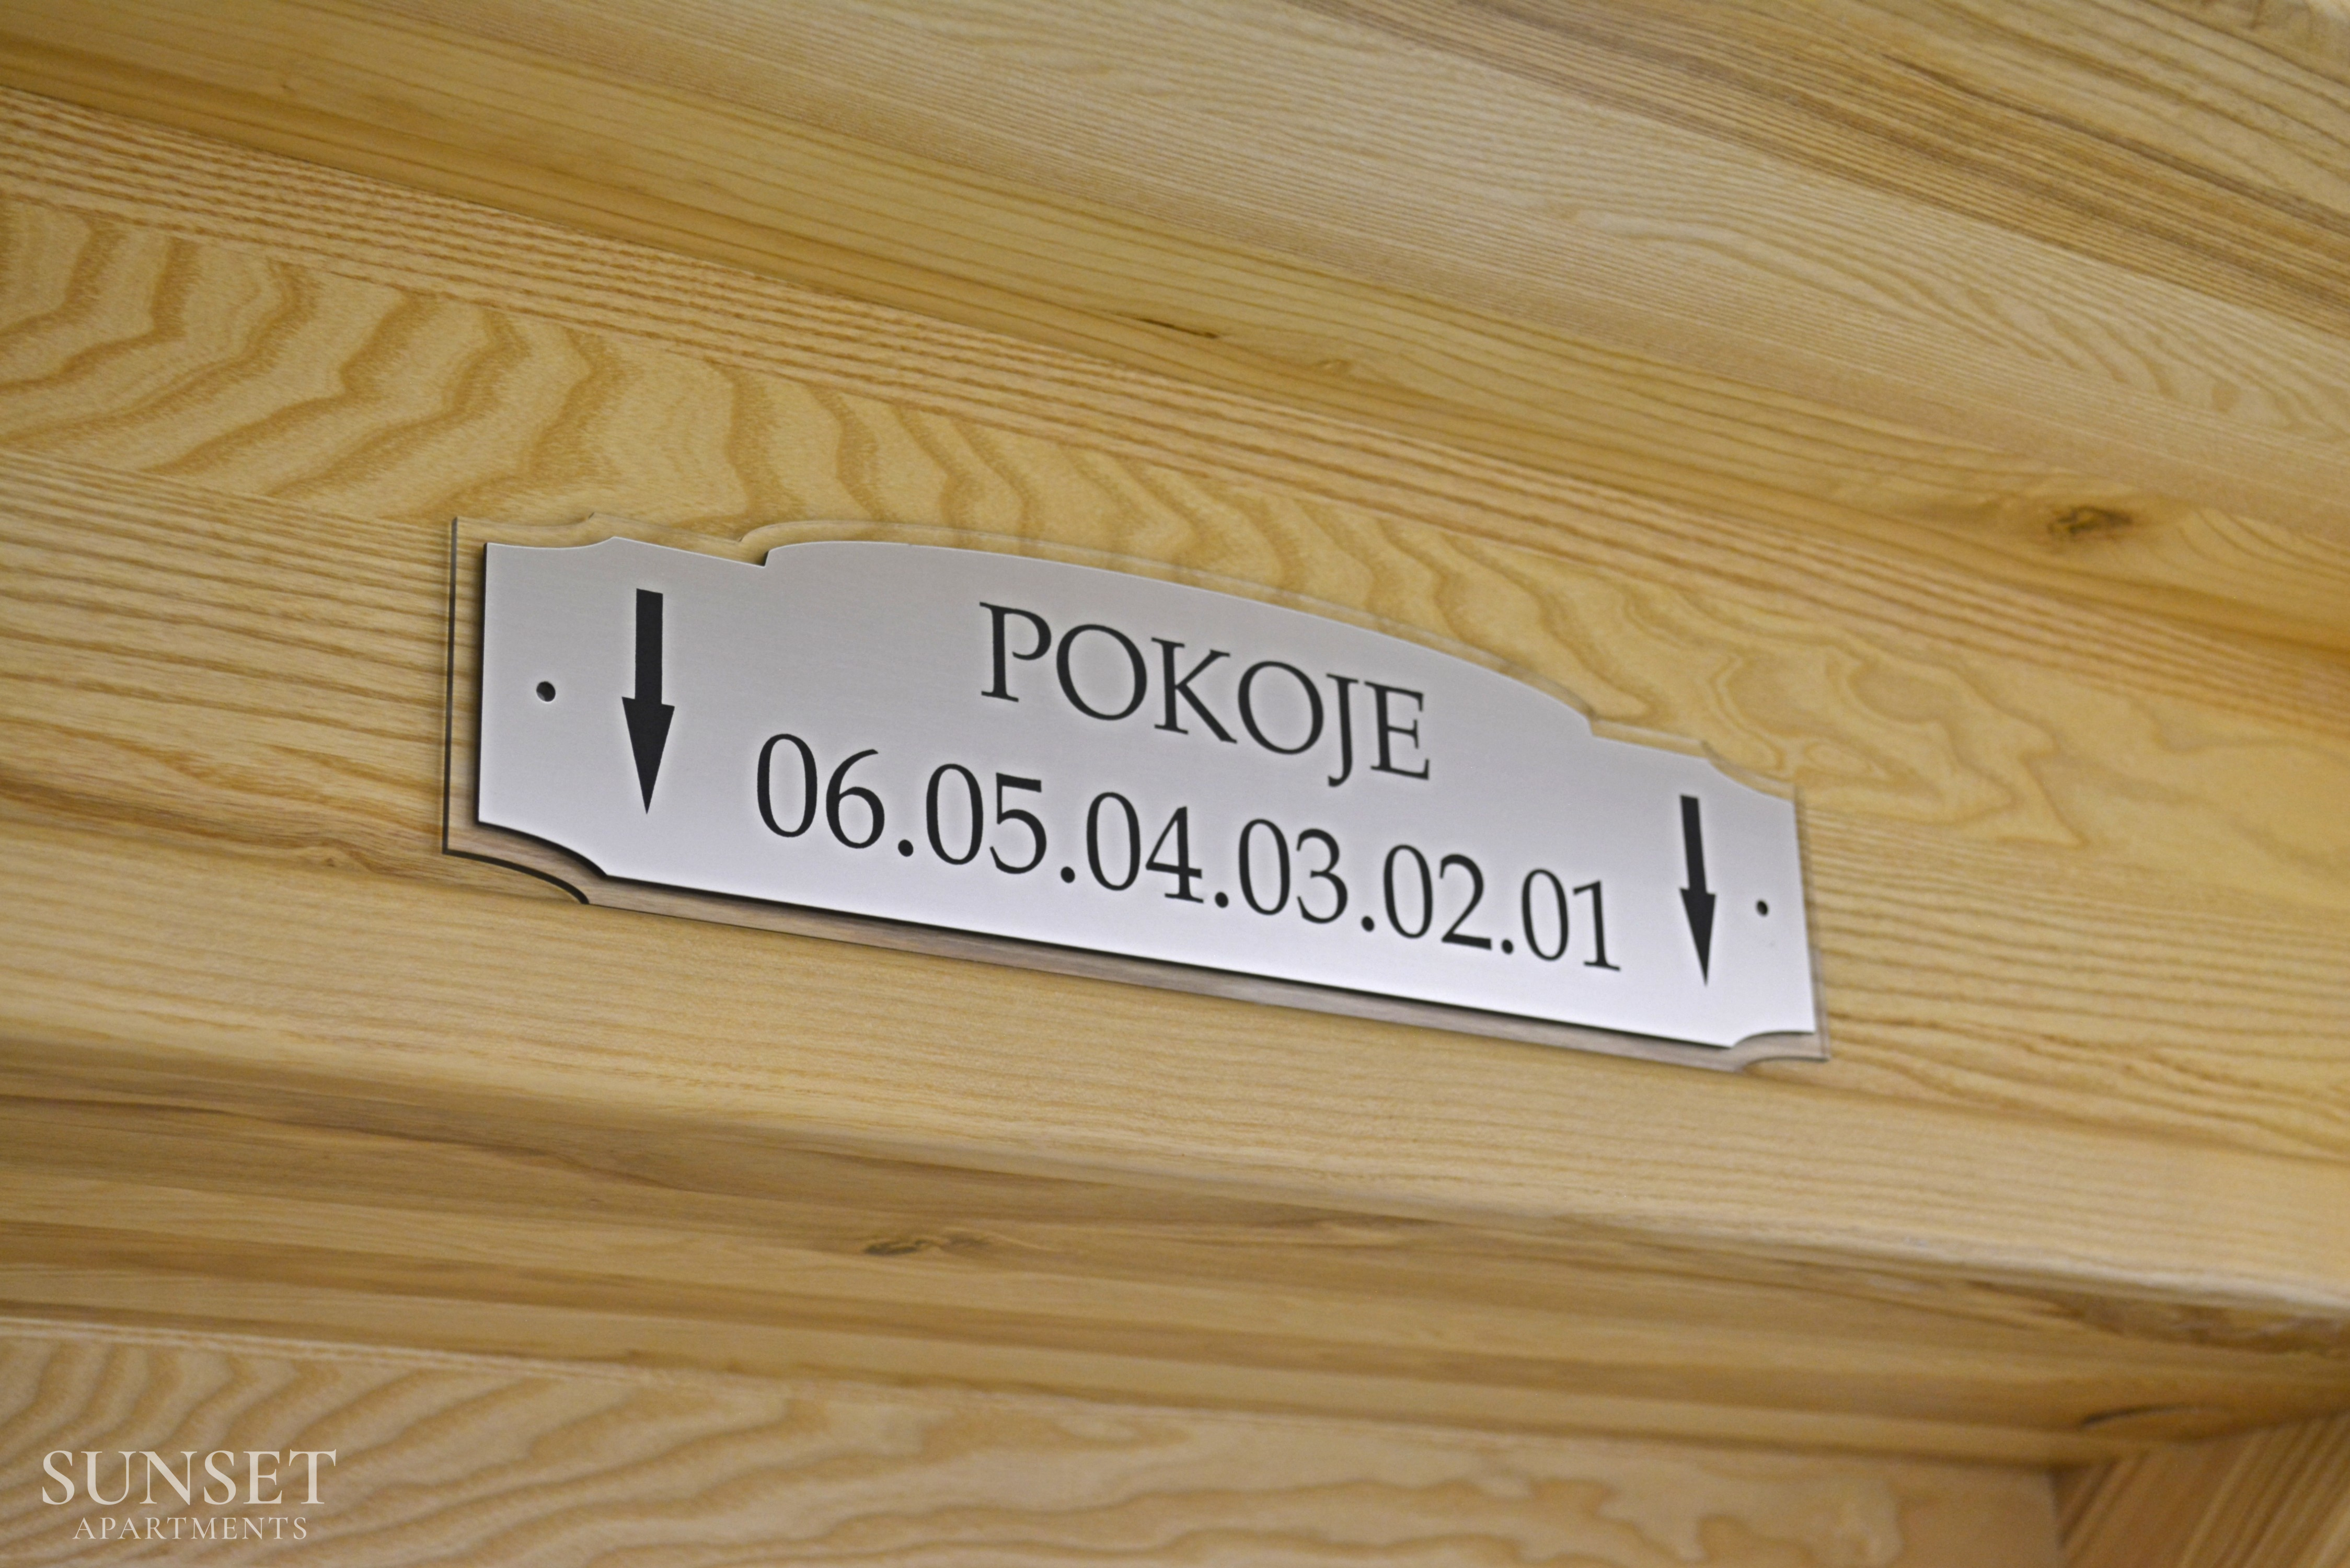 POKOJE
06.05.04.03.02.01
SUNSET
APARTMENTS